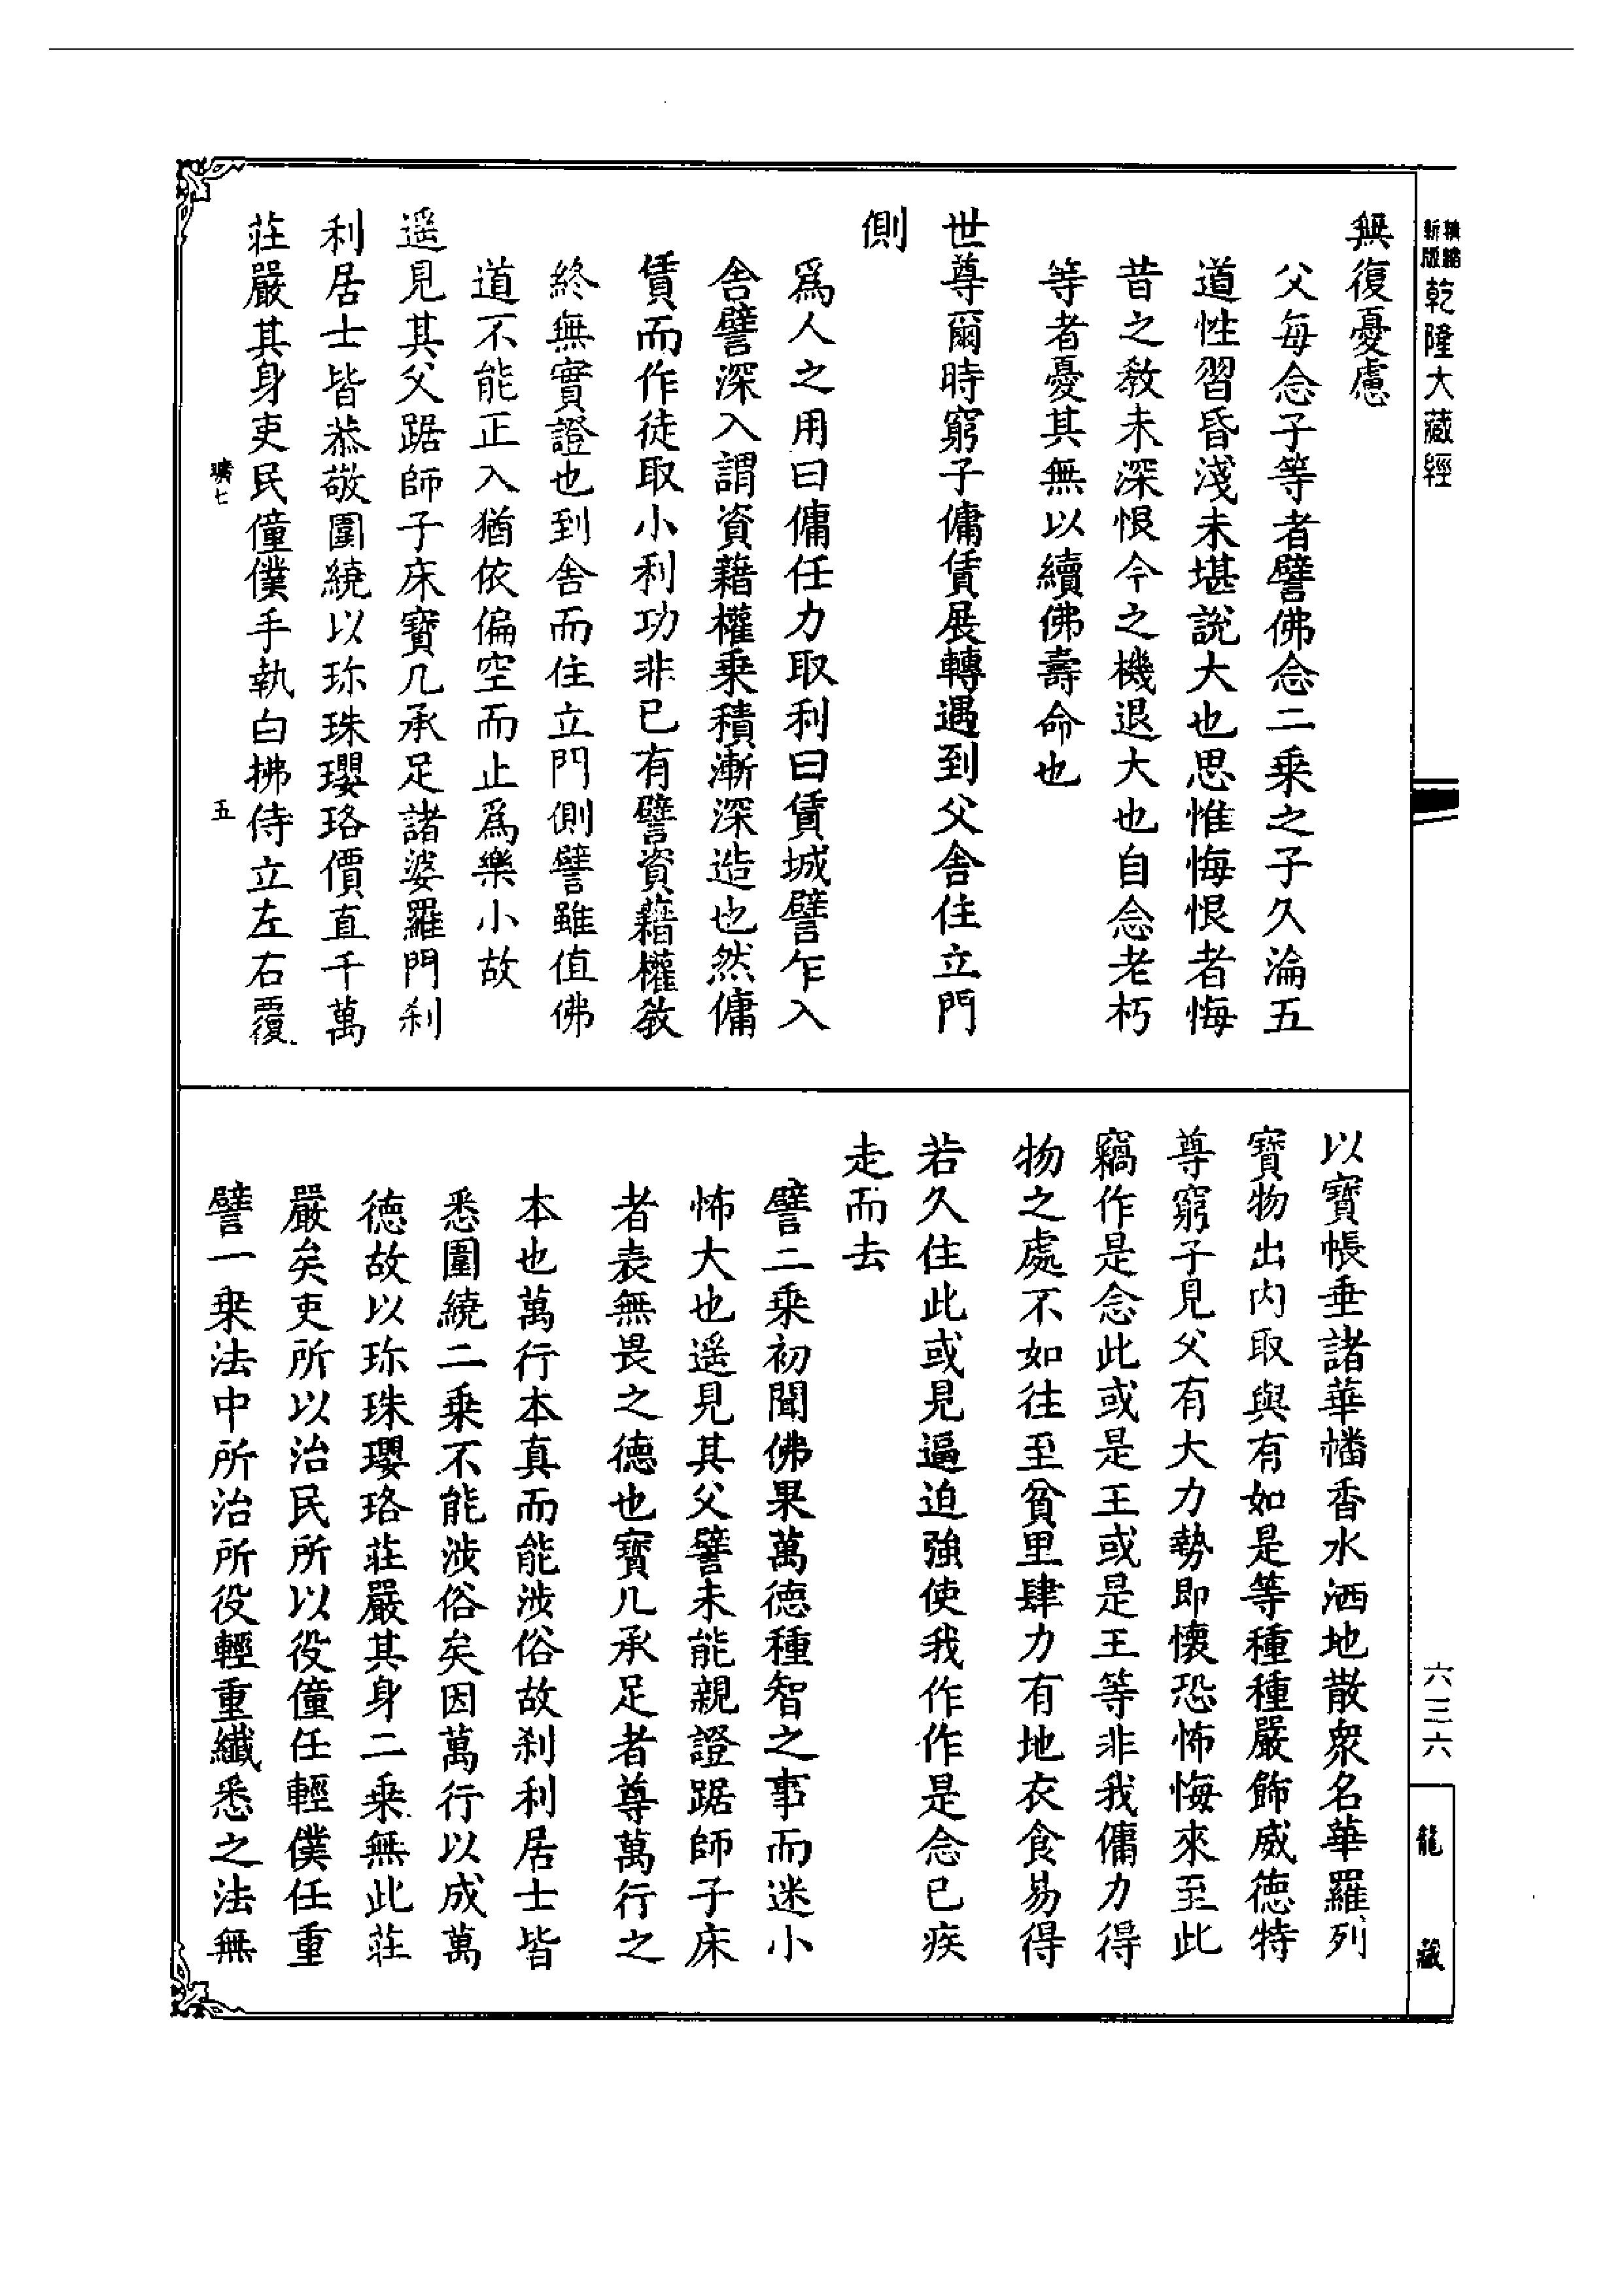 精縮
新版
乾隆大藏經
六三六
龍藏
無復憂慮
父每念子等者譬佛念二乗之子久淪五
道性習昏淺未堪說大也思惟悔恨者悔
昔之敎未深恨今之機退大也自念老朽
等者憂其無以續佛壽命也
世尊爾時窮子傭賃展轉遇到父舍住立門
側
爲人之用曰傭任力取利曰賃城譬乍入
舍譬深入謂資藉權乗積漸深造也然傭
賃而作徒取小利功非已有譬資藉權敎
終無實證也到舍而住立門側譬雖值佛
道不能正入猶依偏空而止爲樂小故
遥見其父踞師子床寶几承足諸婆羅門刹
利居士皆恭敬圍繞以珎珠瓔珞價直千萬
莊嚴其身吏民僮僕手執白拂侍立左右覆
七
五
以寶帳垂諸華幡香水洒地散衆名華羅列
寶物出内取與有如是等種種嚴飾威徳特
尊窮子見父有大力勢即懷恐怖悔來至此
竊作是念此或是王或是王等非我傭力得
物之處不如往至貧里肆力有地衣食易得
若久住此或見逼迫強使我作作是念已疾
走而去
譬二乗初聞佛果萬徳種智之事而迷小
怖大也遥見其父譬未能親證踞師子床
者表無畏之徳也寶几承足者尊萬行之
本也萬行本真而能涉俗故刹利居士皆
悉圍繞二乗不能涉俗矣因萬行以成萬
徳故以珎珠瓔珞莊嚴其身二乗無此莊
嚴矣吏所以治民所以役僮任輕僕任重
譬一乗法中所治所役輕重纖悉之法無